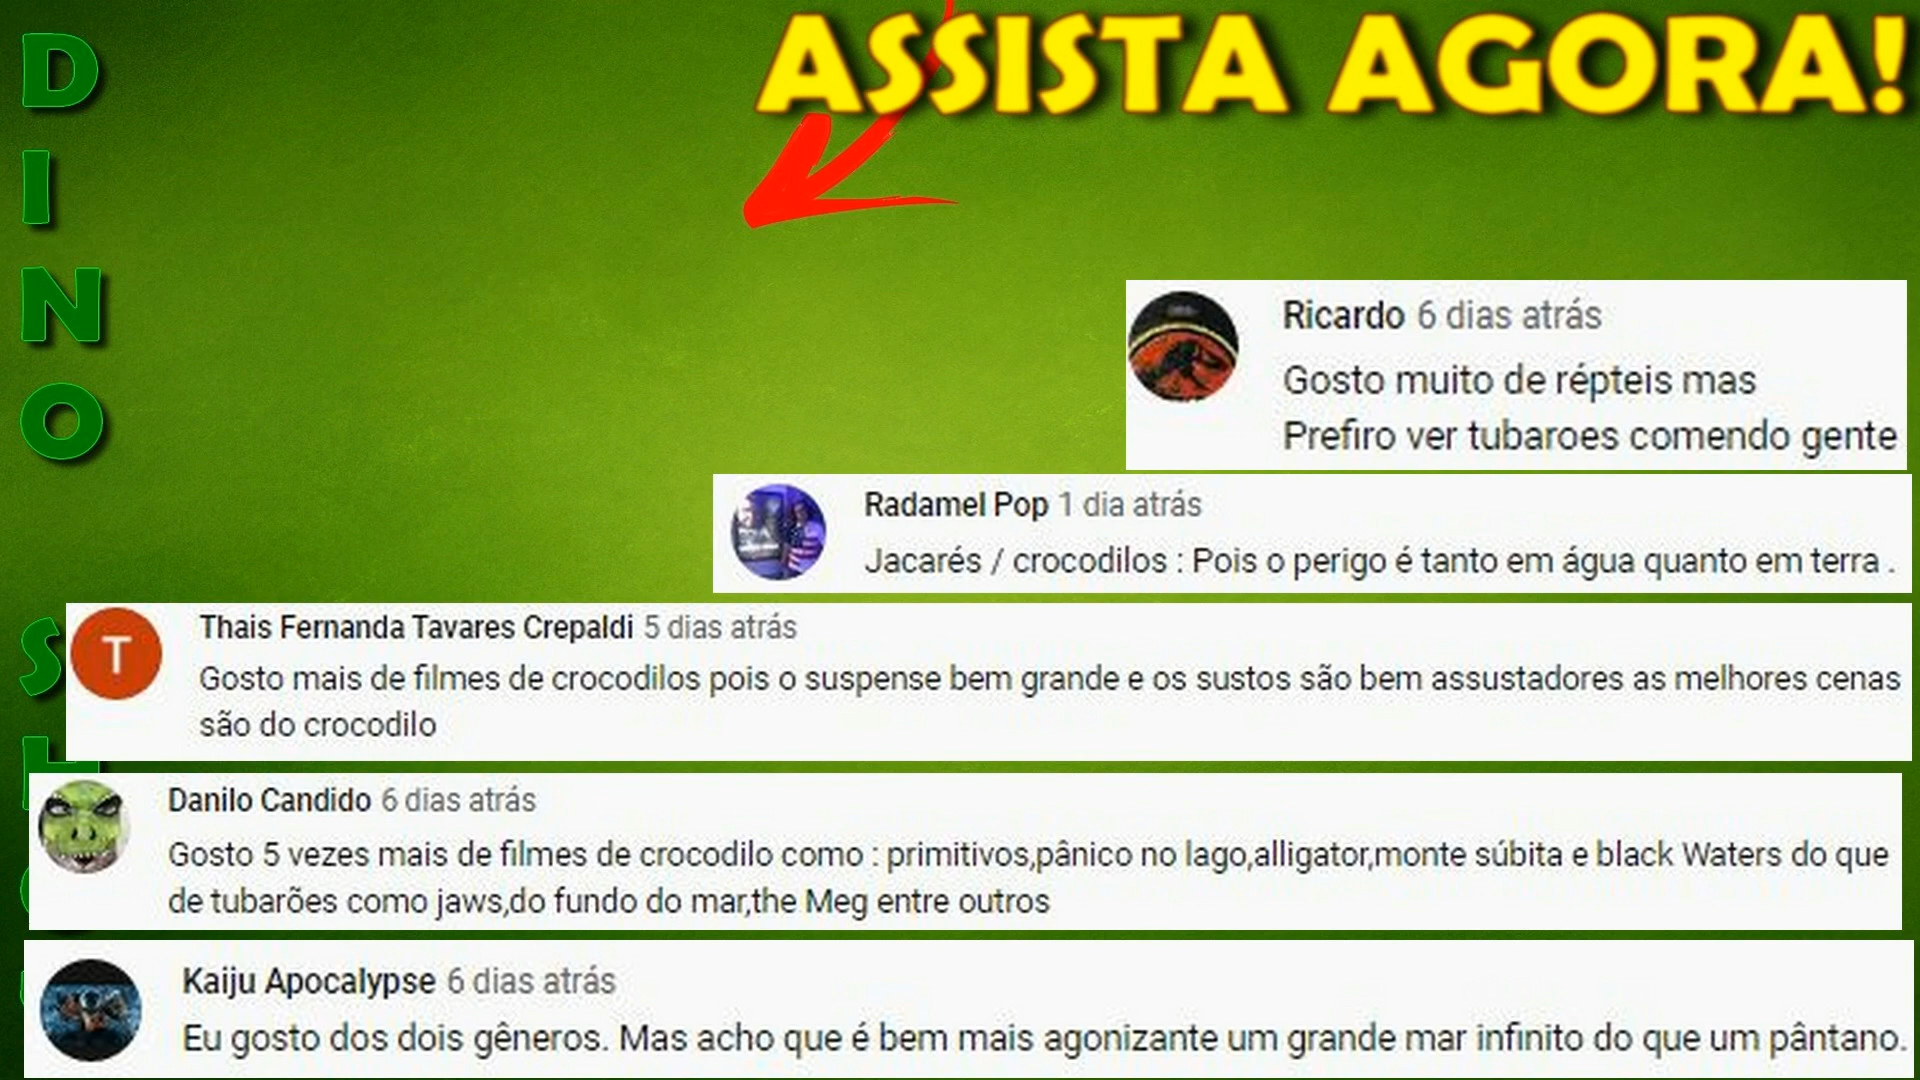 ASSISTA AGORA!
DINO
SH
Ricardo 6 dias atrás
Gosto muito de répteis mas
Prefiro ver tubaroes comendo gente
Radamel Pop 1 dia atrás
Jacarés / crocodilos : Pois o perigo é tanto em água quanto em terra .
T
Thais Fernanda Tavares Crepaldi 5 dias atrás
Gosto mais de filmes de crocodilos pois o suspense bem grande e os sustos são bem assustadores as melhores cenas
são do crocodilo
Danilo Candido 6 dias atrás
Gosto 5 vezes mais de filmes de crocodilo como : primitivos,pânico no lago,alligator,monte súbita e black Waters do que
de tubarões como jaws,do fundo do mar,the Meg entre outros
Kaiju Apocalypse 6 dias atrás
Eu gosto dos dois gêneros. Mas acho que é bem mais agonizante um grande mar infinito do que um pântano.